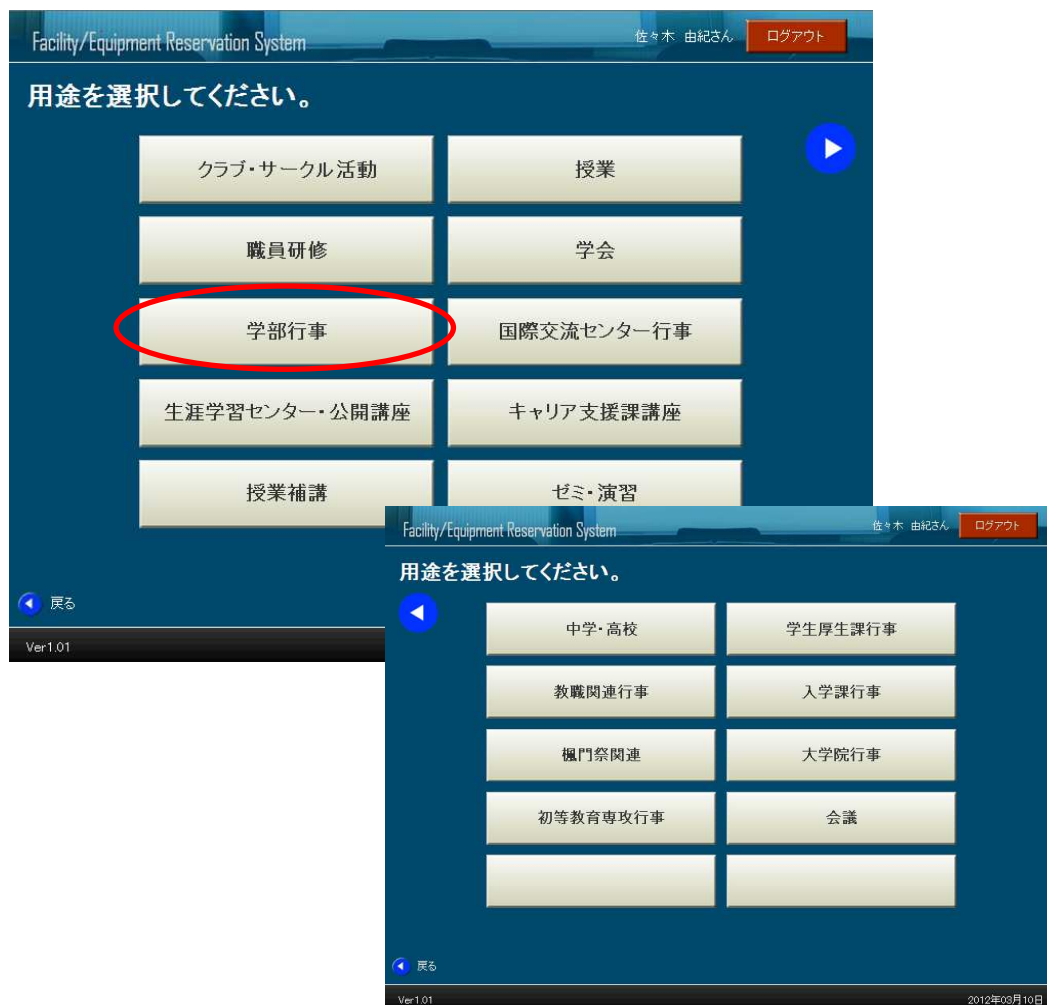 Facility/Equipment Reservation System 佐々木 由紀さん ログアウト
用途を選択してください。
クラブ・サークル活動 授業
職員研修 学会
学部行事 国際交流センター行事
生涯学習センター・公開講座 キャリア支援課講座
授業補講 ゼミ・演習
戻る
Ver1.01
Facility/Equipment Reservation System 佐々木 由紀さん ログアウト
用途を選択してください。
中学・高校 学生厚生課行事
教職関連行事 入学課行事
楓門祭関連 大学院行事
初等教育専攻行事 会議
戻る
Ver1.01 2012年03月10日